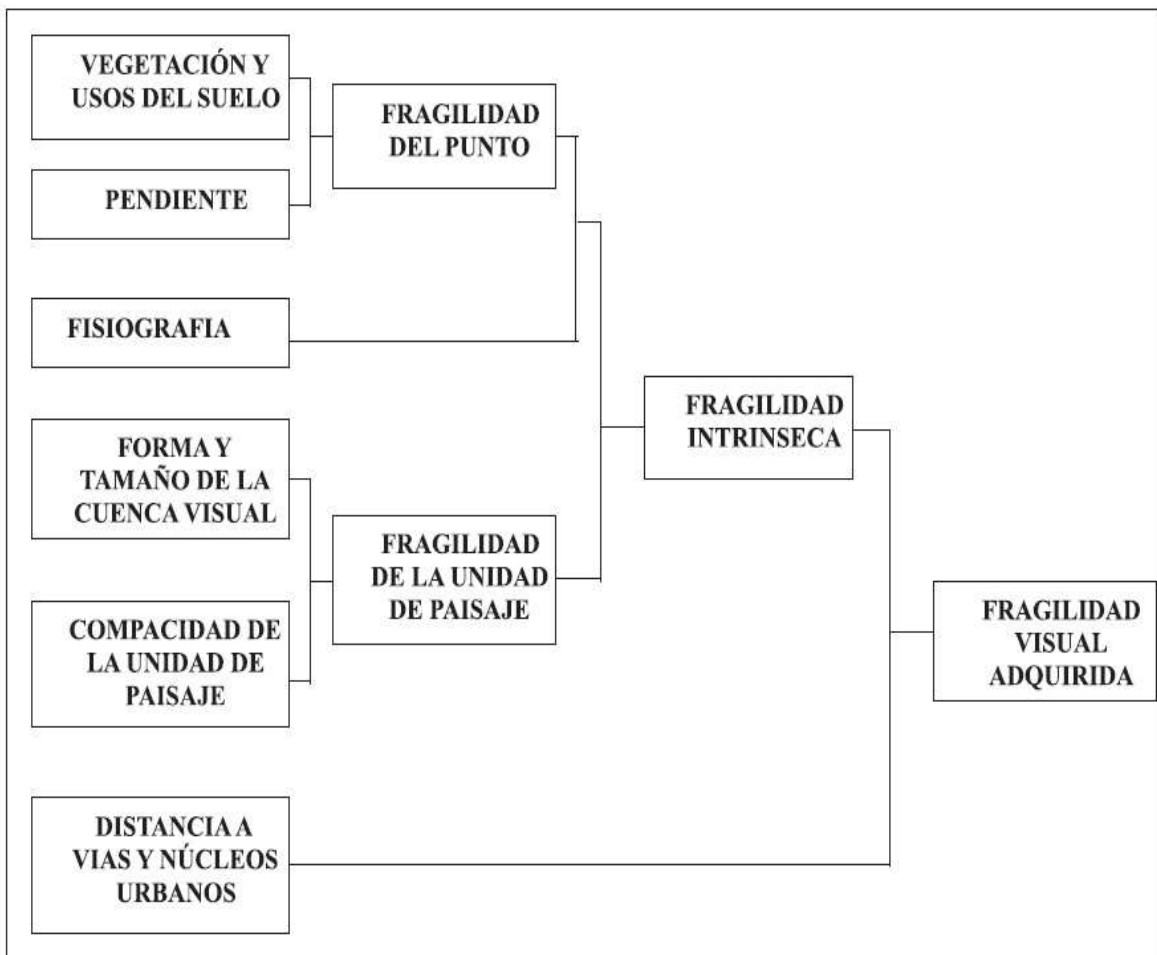 VEGETACIÓN Y
USOS DEL SUELO
PENDIENTE
FISIOGRAFIA
FORMA Y
TAMAÑO DE LA
CUENCA VISUAL
COMPACIDAD DE
LA UNIDAD DE
PAISAJE
DISTANCIA A
VIAS Y NÚCLEOS
URBANOS
FRAGILIDAD
DEL PUNTO
FRAGILIDAD
DE LA UNIDAD
DE PAISAJE
FRAGILIDAD
INTRINSECA
FRAGILIDAD
VISUAL
ADQUIRIDA